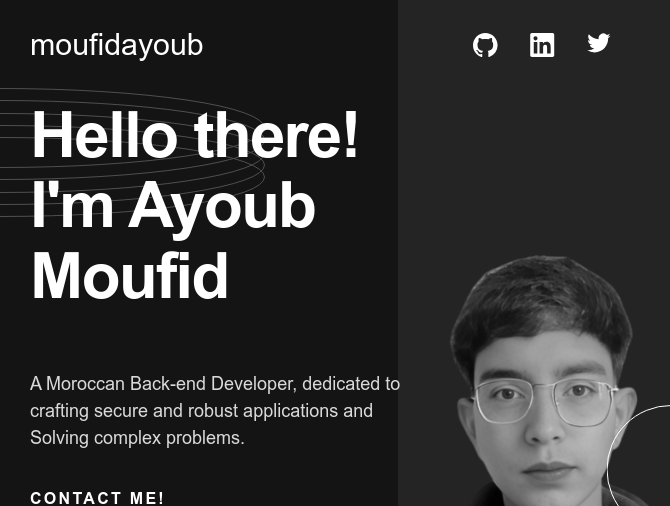 moufidayoub
Hello there!
I'm Ayoub
Moufid
A Moroccan Back-end Developer, dedicated to
crafting secure and robust applications and
Solving complex problems.
CONTACT ME!